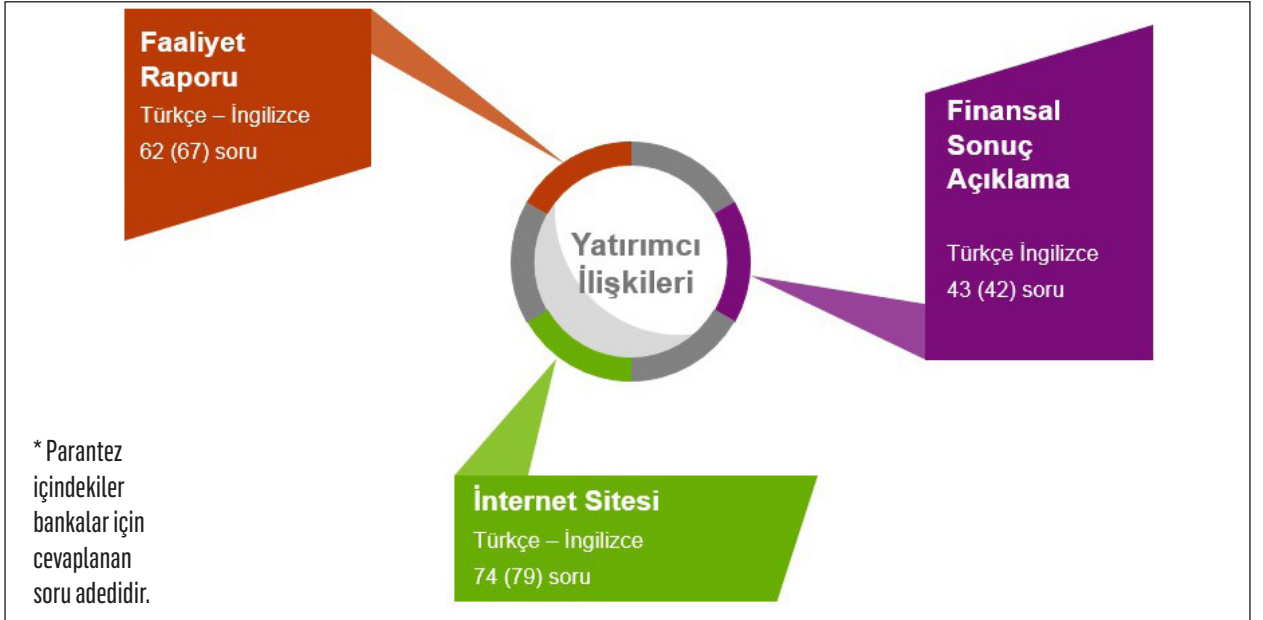 Faaliyet
Raporu
Türkçe – İngilizce
62 (67) soru
Finansal
Sonuç
Açıklama
Türkçe İngilizce
43 (42) soru
Yatırımcı
İlişkileri
İnternet Sitesi
Türkçe – İngilizce
74 (79) soru
* Parantez
içindekiler
bankalar için
cevaplanan
soru adedidir.